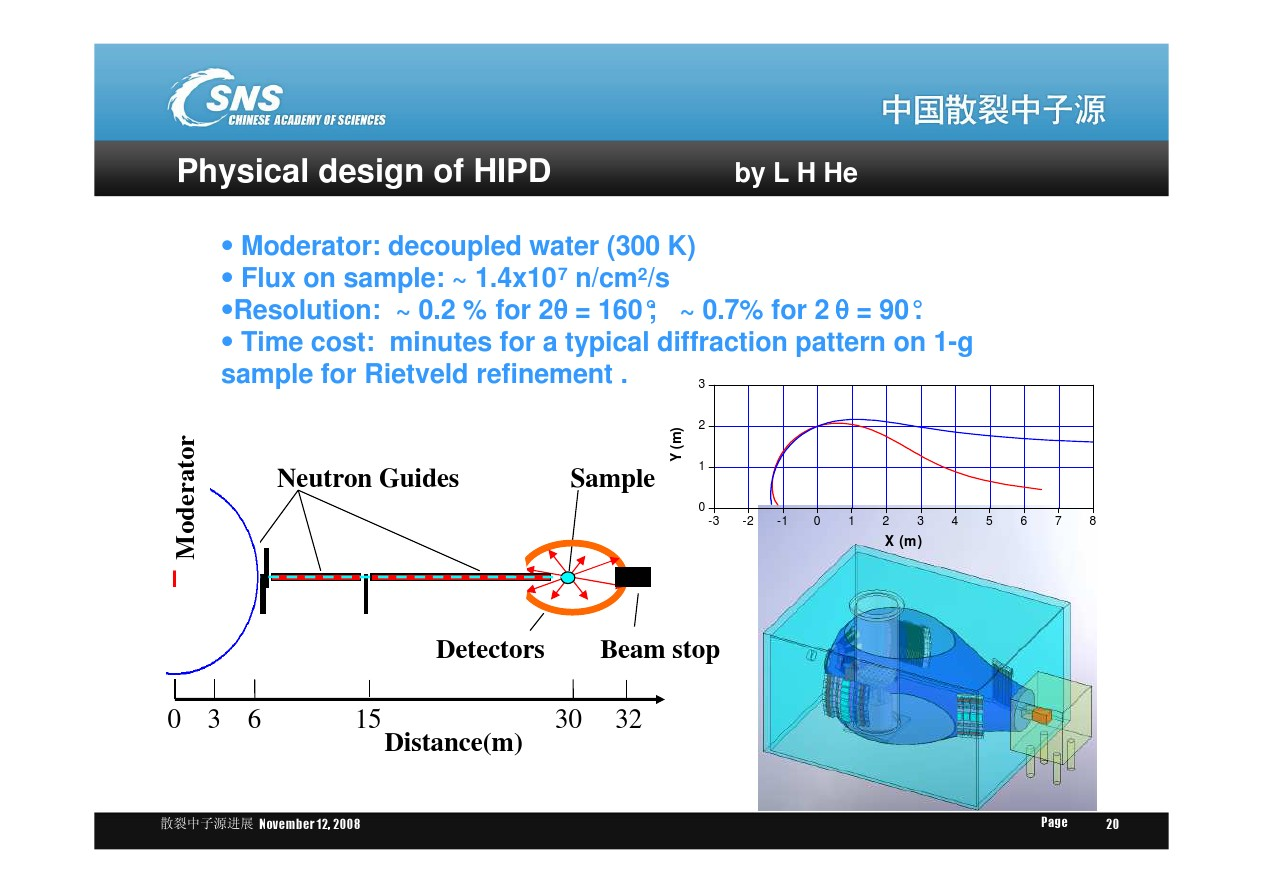 SNS
CHINESE ACADEMY OF SCIENCES
中国散裂中子源
Physical design of HIPD by L H He
• Moderator: decoupled water (300 K)
• Flux on sample: ~ 1.4x10⁷ n/cm²/s
•Resolution: ~ 0.2 % for 2θ = 160°; ~ 0.7% for 2 θ = 90°.
• Time cost: minutes for a typical diffraction pattern on 1-g
sample for Rietveld refinement .
3
2
1
0
Y (m)
-3 -2 -1 0 1 2 3 4 5 6 7 8
X (m)
Moderator
Neutron Guides
Sample
Detectors
Beam stop
0 3 6 15 30 32
Distance(m)
散裂中子源进展 November 12, 2008
Page 20